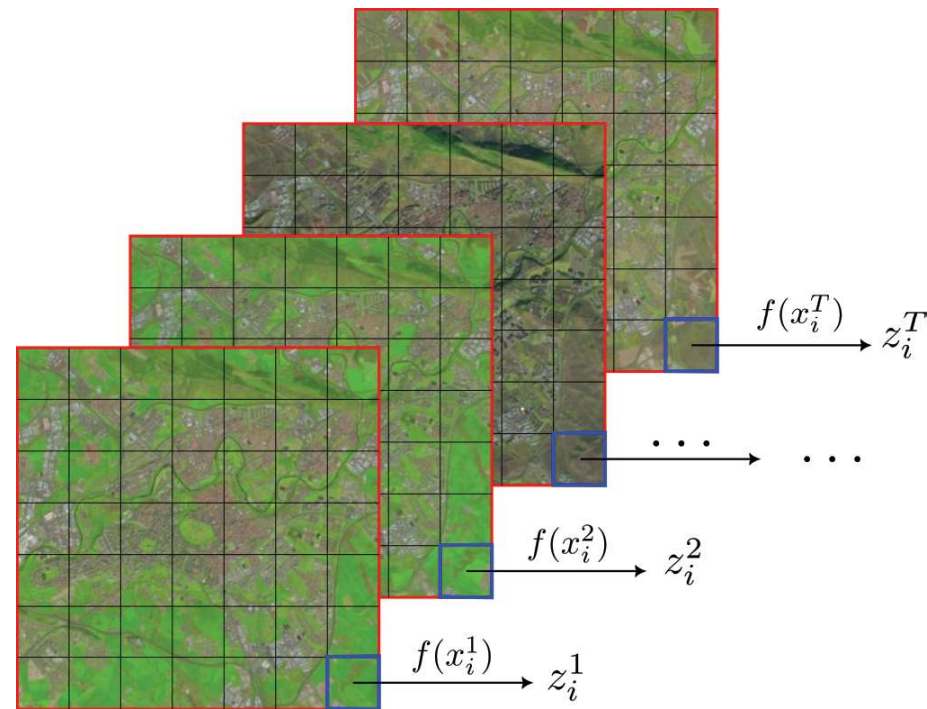 f(x_i^T) z_i^T
. . . . . .
f(x_i^2) z_i^2
f(x_i^1) z_i^1